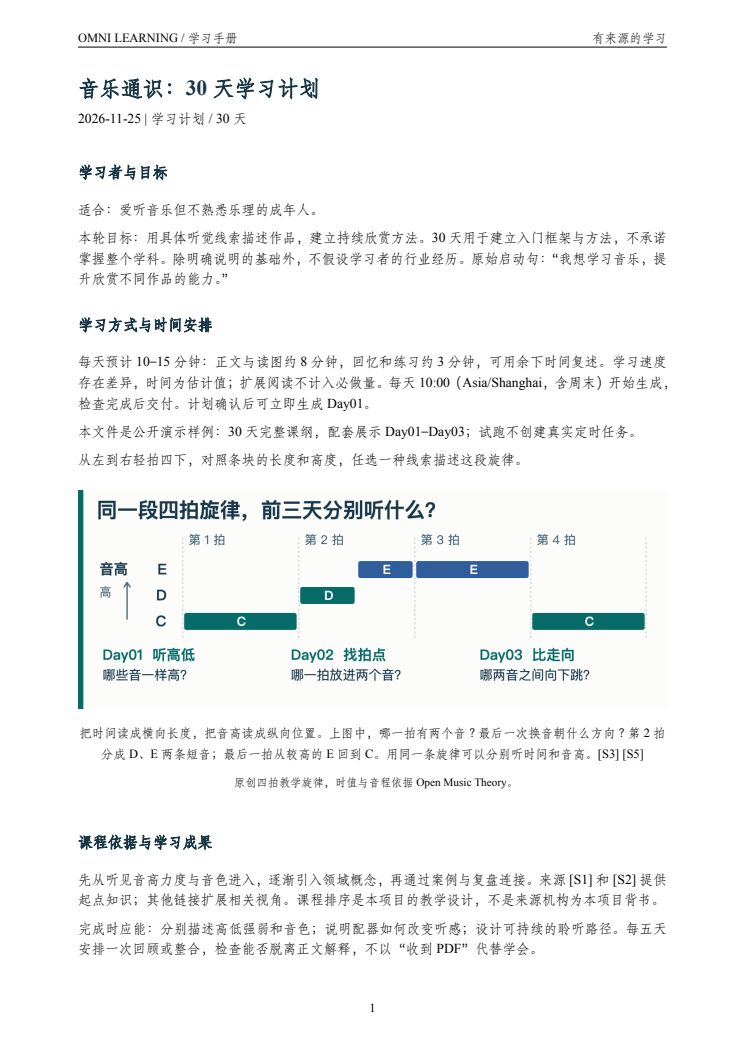 OMNI LEARNING / 学习手册 有来源的学习
音乐通识：30 天学习计划
2026-11-25 | 学习计划 / 30 天
学习者与目标
适合：爱听音乐但不熟悉乐理的成年人。
本轮目标：用具体听觉线索描述作品，建立持续欣赏方法。30 天用于建立入门框架与方法，不承诺
掌握整个学科。除明确说明的基础外，不假设学习者的行业经历。原始启动句：“我想学习音乐，提
升欣赏不同作品的能力。”
学习方式与时间安排
每天预计 10–15 分钟：正文与读图约 8 分钟，回忆和练习约 3 分钟，可用余下时间复述。学习速度
存在差异，时间为估计值；扩展阅读不计入必做量。每天 10:00（Asia/Shanghai，含周末）开始生成，
检查完成后交付。计划确认后可立即生成 Day01。
本文件是公开演示样例：30 天完整课纲，配套展示 Day01–Day03；试跑不创建真实定时任务。
从左到右轻拍四下，对照条块的长度和高度，任选一种线索描述这段旋律。
同一段四拍旋律，前三天分别听什么？
第 1 拍 第 2 拍 第 3 拍 第 4 拍
音高 E E E
高 D D
C C C
Day01 听高低 Day02 找拍点 Day03 比走向
哪些音一样高？ 哪一拍放进两个音？ 哪两音之间向下跳？
把时间读成横向长度，把音高读成纵向位置。上图中，哪一拍有两个音？最后一次换音朝什么方向？第 2 拍
分成 D、E 两条短音；最后一拍从较高的 E 回到 C。用同一条旋律可以分别听时间和音高。[S3] [S5]
原创四拍教学旋律，时值与音程依据 Open Music Theory。
课程依据与学习成果
先从听见音高力度与音色进入，逐渐引入领域概念，再通过案例与复盘连接。来源 [S1] 和 [S2] 提供
起点知识；其他链接扩展相关视角。课程排序是本项目的教学设计，不是来源机构为本项目背书。
完成时应能：分别描述高低强弱和音色；说明配器如何改变听感；设计可持续的聆听路径。每五天
安排一次回顾或整合，检查能否脱离正文解释，不以“收到 PDF”代替学会。
1